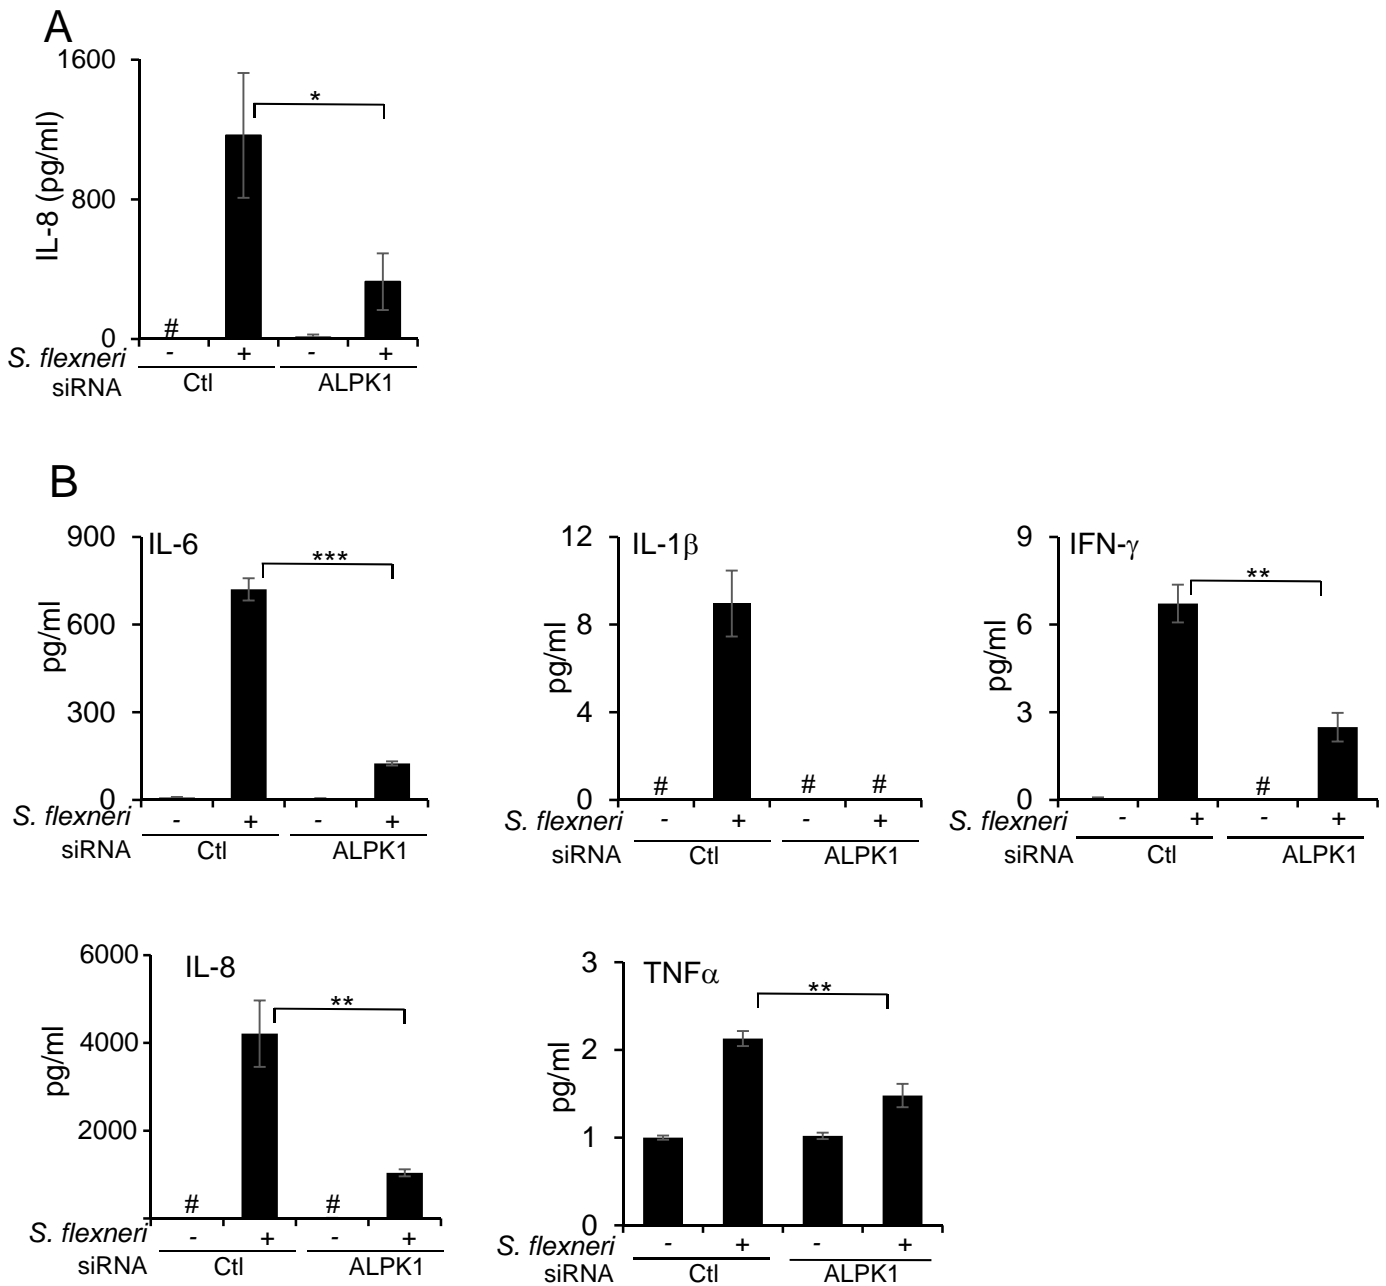 A
1600
800
0
IL-8 (pg/ml)
*
#
S. flexneri - + - +
siRNA Ctl ALPK1
B
IL-6
900
600
300
0
pg/ml
***
S. flexneri - + - +
siRNA Ctl ALPK1
IL-1β
12
8
4
0
pg/ml
# # #
S. flexneri - + - +
siRNA Ctl ALPK1
IFN-γ
9
6
3
0
pg/ml
**
#
S. flexneri - + - +
siRNA Ctl ALPK1
IL-8
6000
4000
2000
pg/ml
**
# #
S. flexneri - + - +
siRNA Ctl ALPK1
TNFα
3
2
1
0
pg/ml
**
S. flexneri - + - +
siRNA Ctl ALPK1